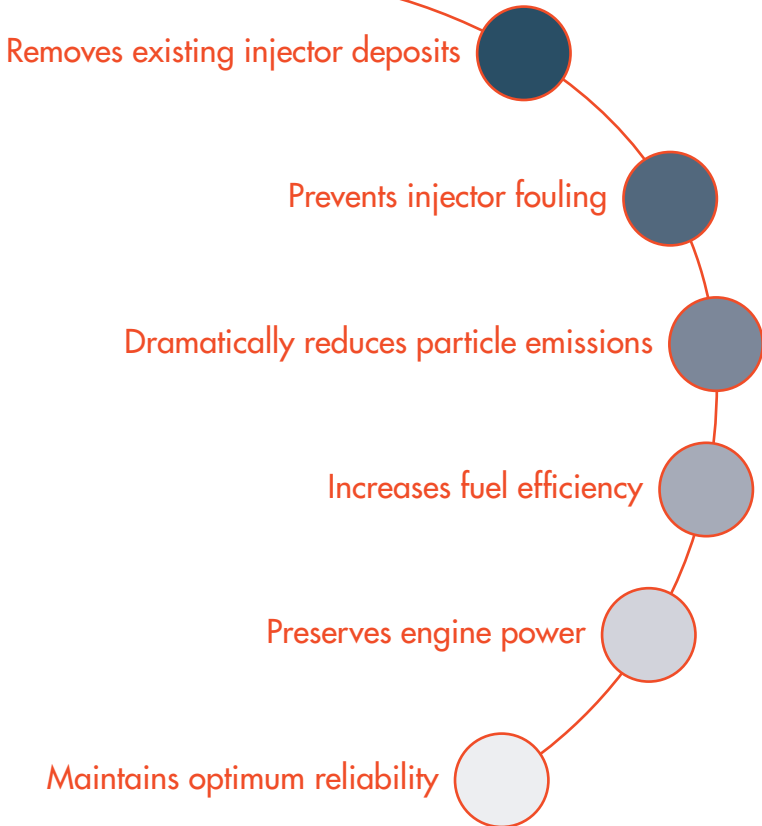 Removes existing injector deposits
Prevents injector fouling
Dramatically reduces particle emissions
Increases fuel efficiency
Preserves engine power
Maintains optimum reliability